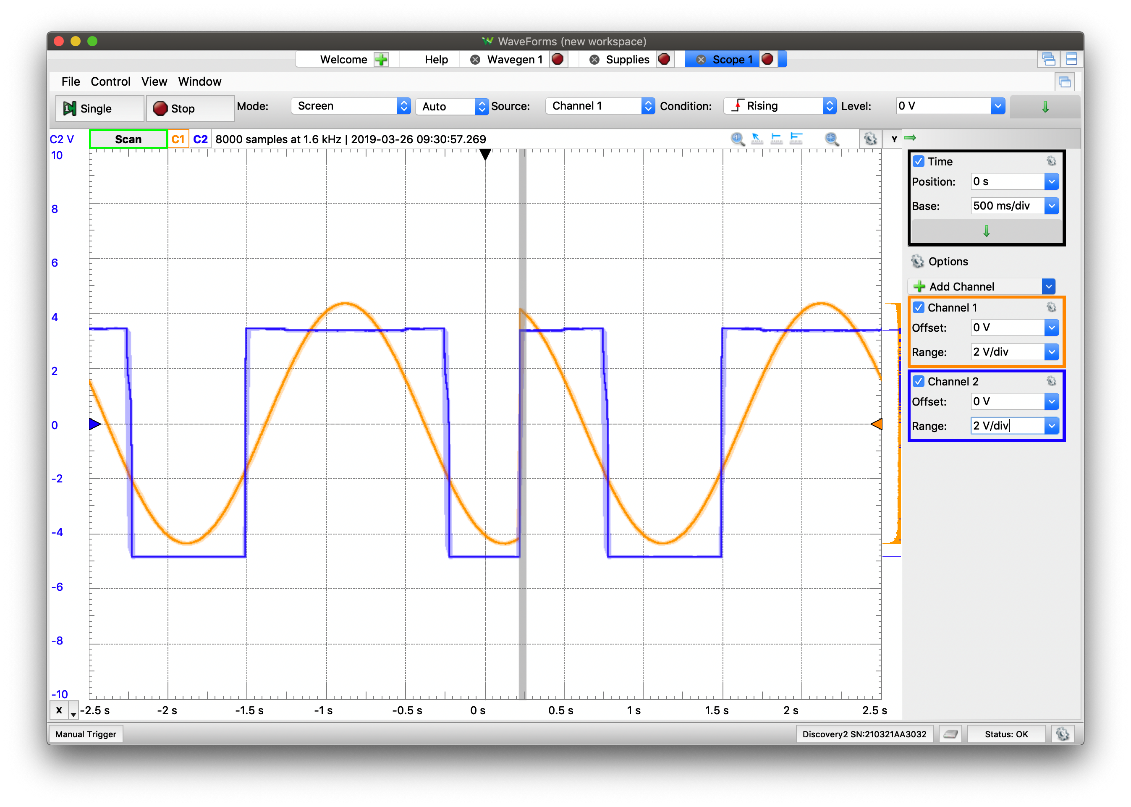 WaveForms (new workspace)
Welcome Help Wavegen 1 Supplies Scope 1
File Control View Window
Single Stop Mode: Screen Auto Source: Channel 1 Condition: Rising Level: 0 V
C2 V Scan C1 C2 8000 samples at 1.6 kHz | 2019-03-26 09:30:57.269 Y
10
8
6
4
2
0
-2
-4
-6
-8
-10
X -2.5 s -2 s -1.5 s -1 s -0.5 s 0 s 0.5 s 1 s 1.5 s 2 s 2.5 s
Time
Position: 0 s
Base: 500 ms/div
Options
Add Channel
Channel 1
Offset: 0 V
Range: 2 V/div
Channel 2
Offset: 0 V
Range: 2 V/div
Manual Trigger Discovery2 SN:210321AA3032 Status: OK